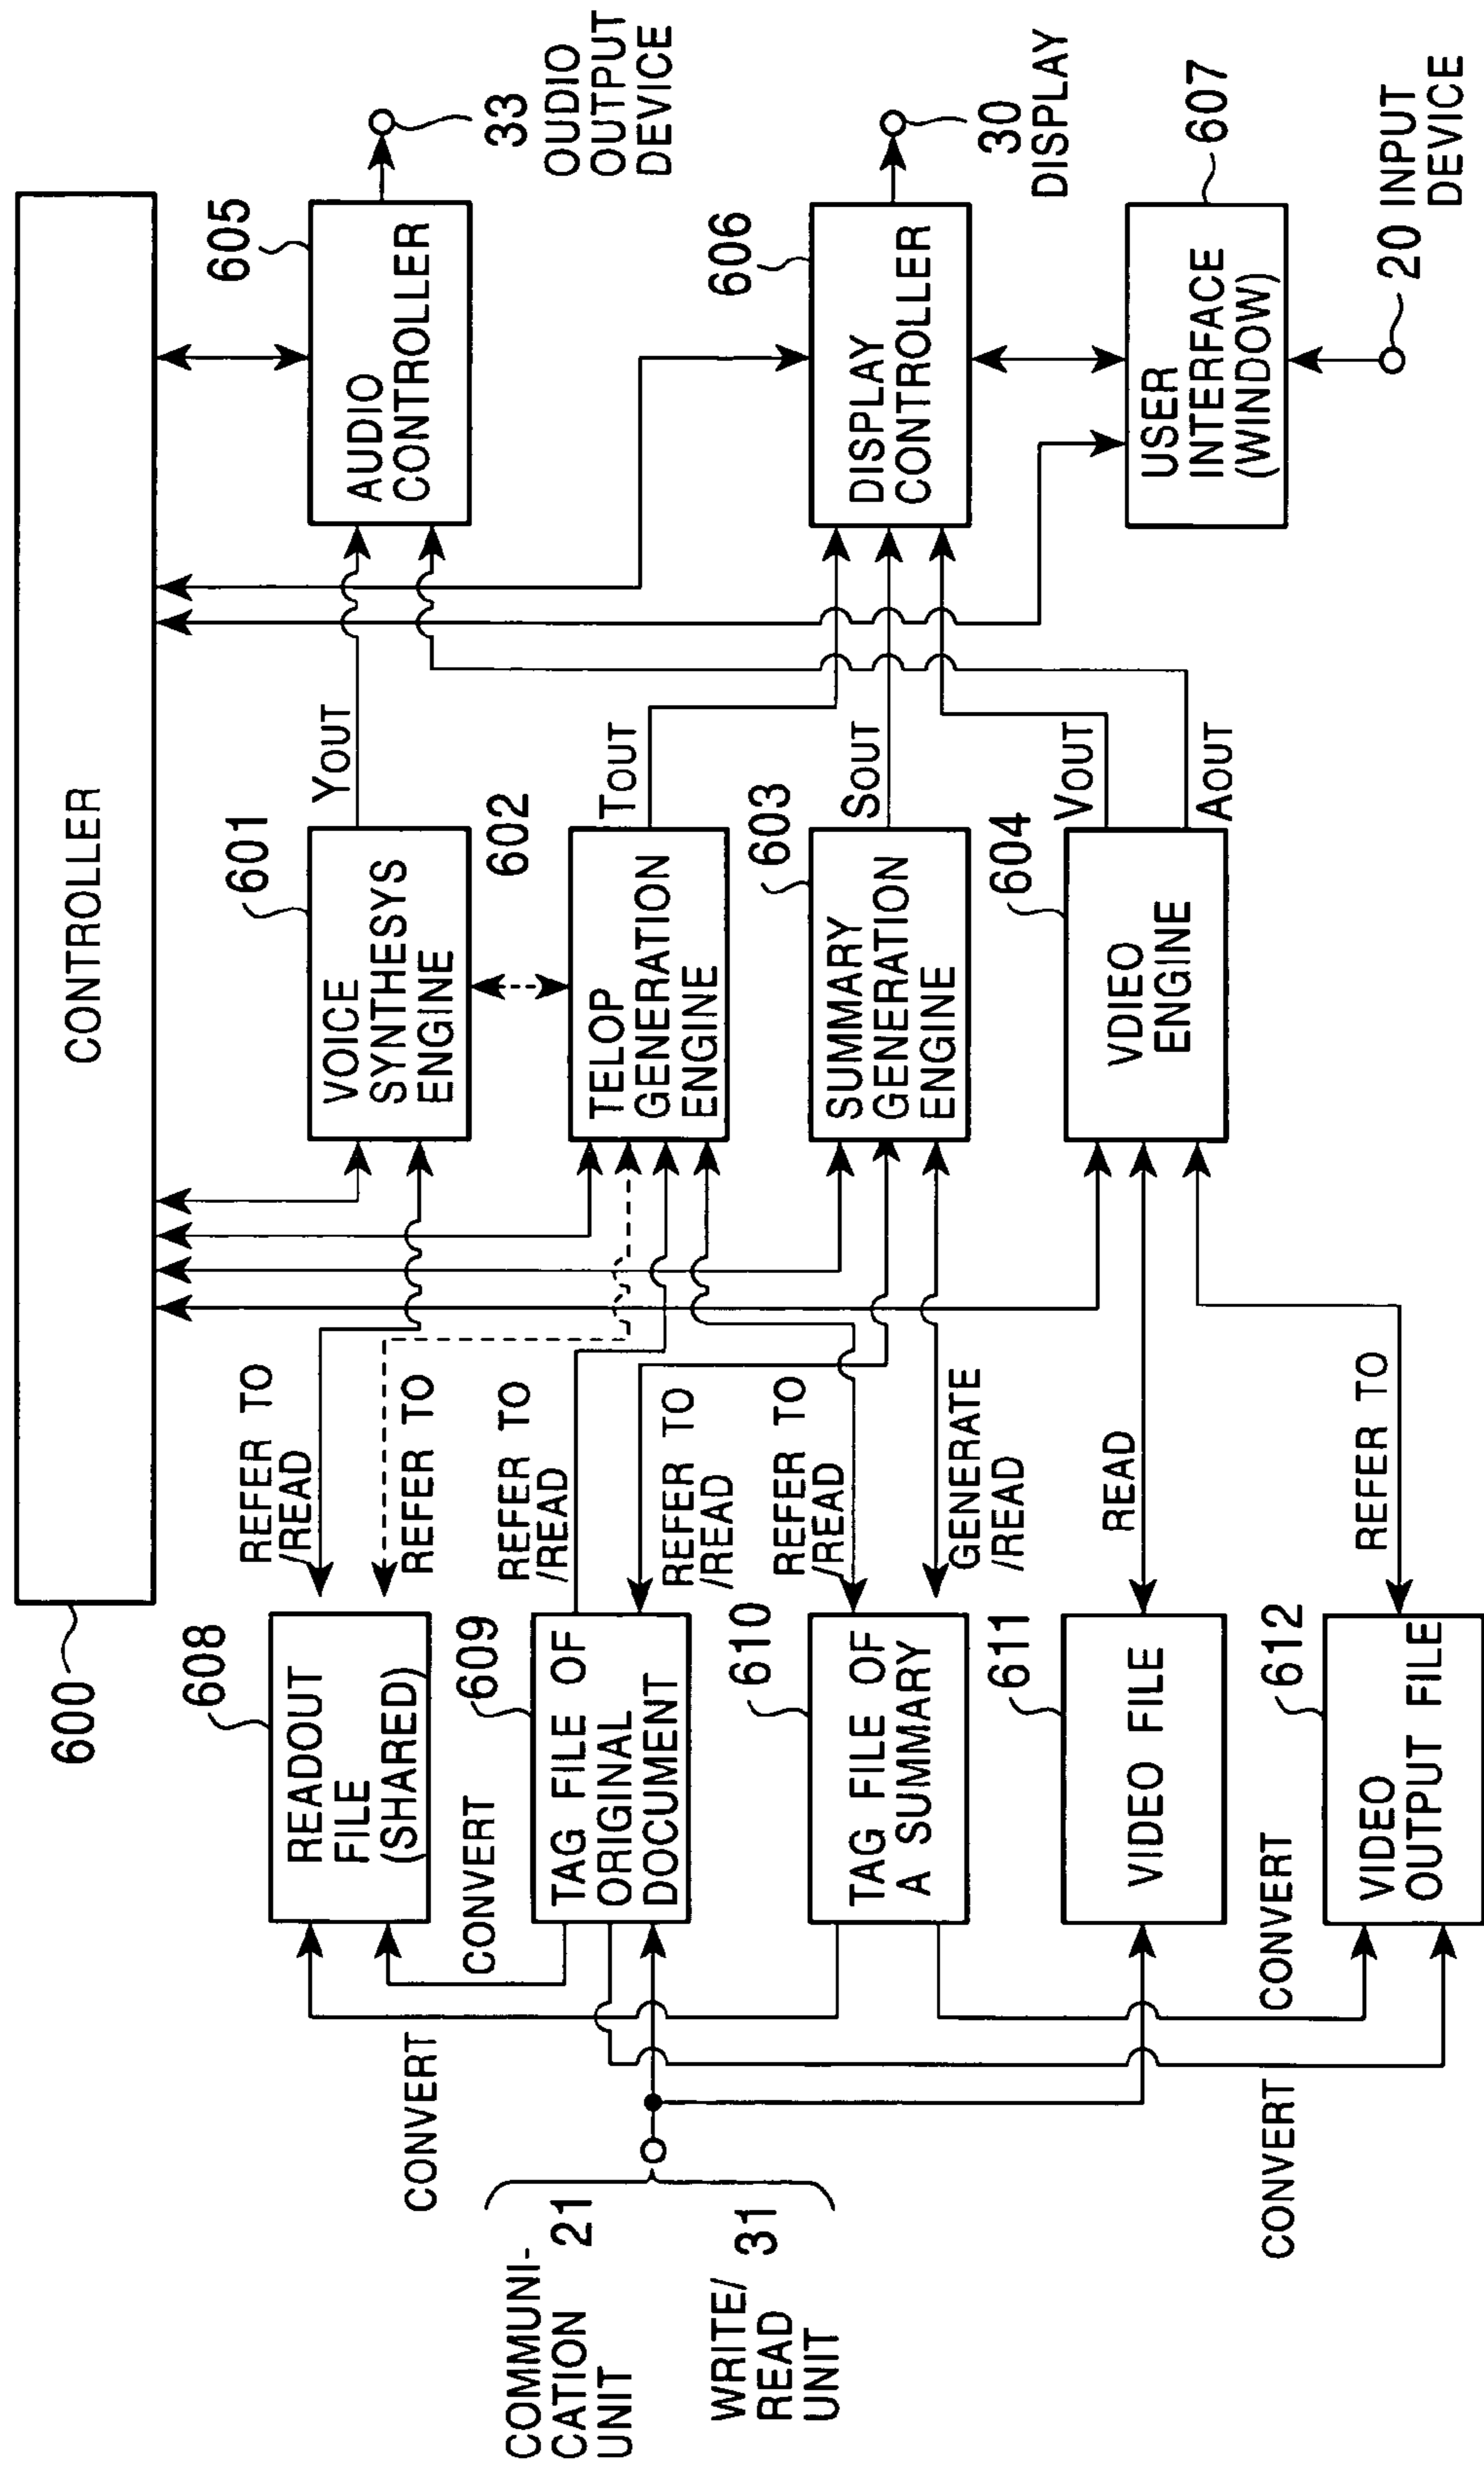 600
CONTROLLER
605
AUDIO
CONTROLLER
33
OUDIO
OUTPUT
DEVICE
601
VOICE
SYNTHESYS
ENGINE
YOUT
608
READOUT
FILE
(SHARED)
REFER TO
/READ
REFER TO
CONVERT
CONVERT
602
TELOP
GENERATION
ENGINE
TOUT
609
TAG FILE OF
ORIGINAL
DOCUMENT
REFER TO
/READ
REFER TO
/READ
COMMUNI-
CATION
UNIT
21
WRITE/
READ
UNIT
31
606
DISPLAY
CONTROLLER
30
DISPLAY
603
SUMMARY
GENERATION
ENGINE
SOUT
610
TAG FILE OF
A SUMMARY
REFER TO
/READ
GENERATE
/READ
604
VDIEO
ENGINE
VOUT
AOUT
611
VIDEO FILE
READ
607
USER
INTERFACE
(WINDOW)
20 INPUT
DEVICE
612
VIDEO
OUTPUT FILE
REFER TO
CONVERT
CONVERT